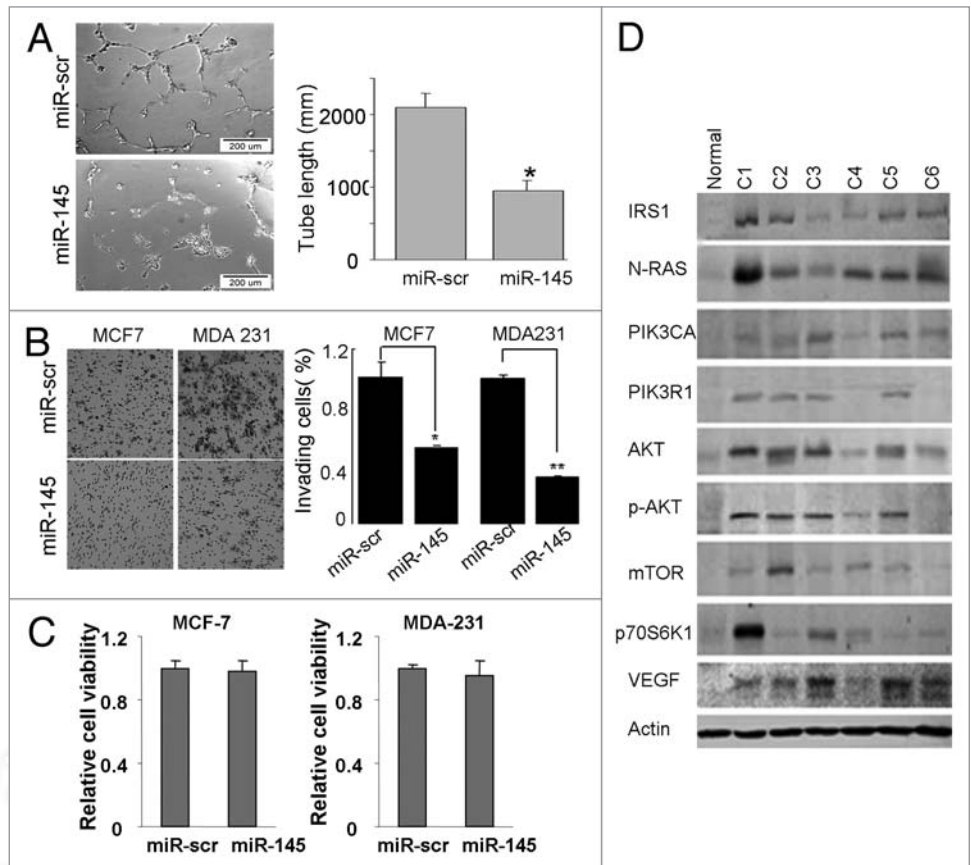 A
miR-scr
200 um
miR-145
200 um
Tube length (mm)
2000
1000
0
*
miR-scr miR-145
B
MCF7 MDA 231
miR-scr
miR-145
Invading cells( %)
1.2
0.8
0.4
0
MCF7 MDA231
*
**
miR-scr
miR-145
miR-scr
miR-145
C
MCF-7
Relative cell viability
1.2
0.8
0.4
0
miR-scr miR-145
MDA-231
Relative cell viability
1.2
0.8
0.4
0
miR-scr miR-145
D
Normal C1 C2 C3 C4 C5 C6
IRS1
N-RAS
PIK3CA
PIK3R1
AKT
p-AKT
mTOR
p70S6K1
VEGF
Actin